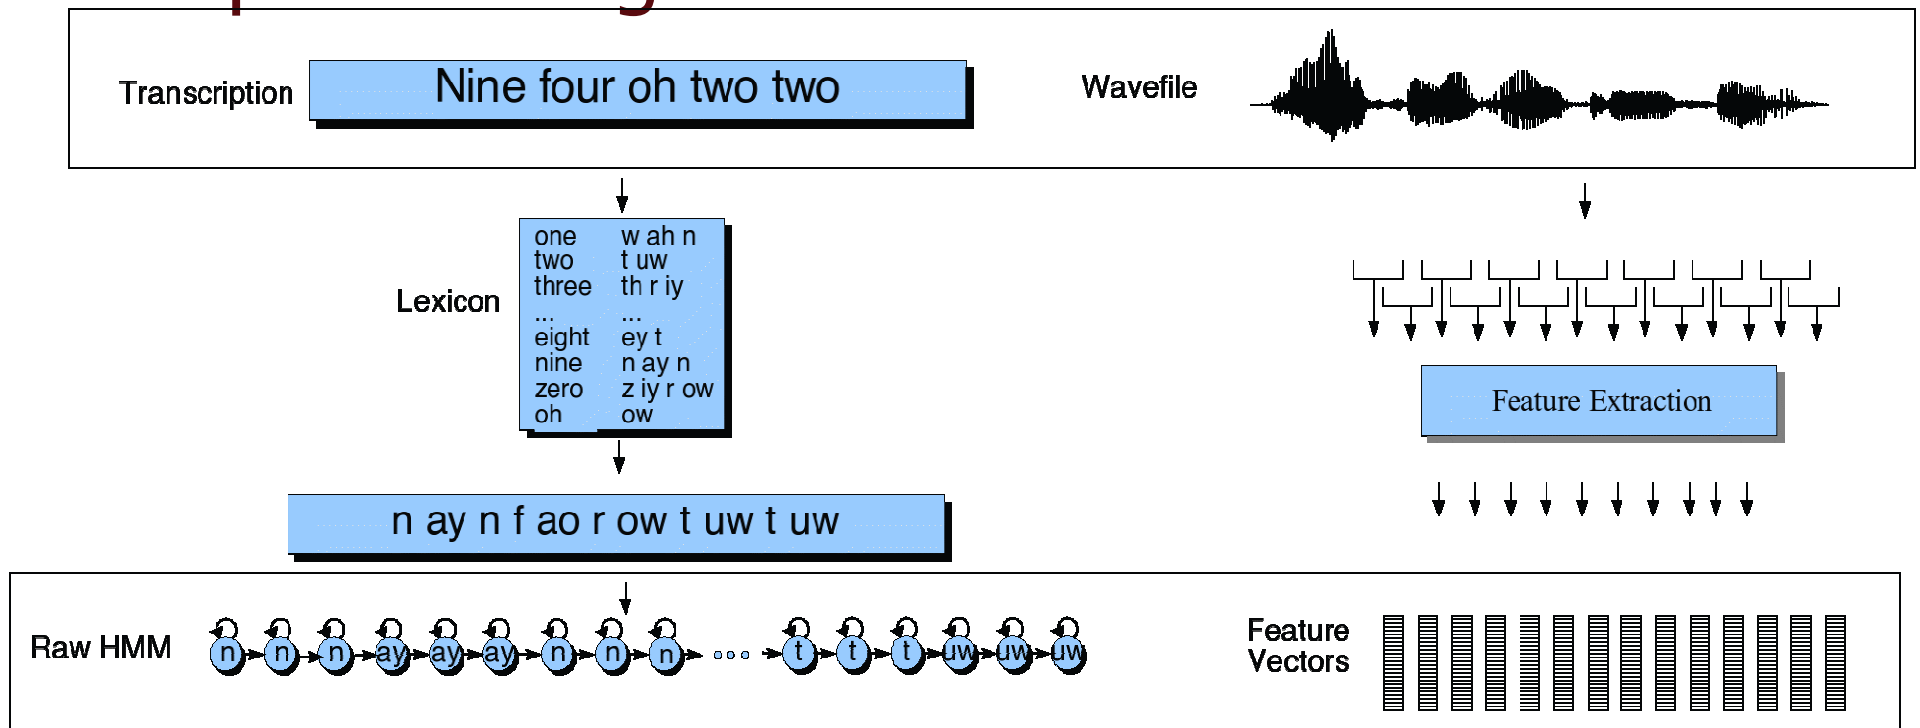 Transcription Nine four oh two two Wavefile
one w ah n
two t uw
three th r iy
... ...
Lexicon
eight ey t
nine n ay n
zero z iy r ow
oh ow
Feature Extraction
n ay n f ao r ow t uw t uw
Raw HMM n n n ay ay ay n n n ... t t t uw uw uw
Feature
Vectors